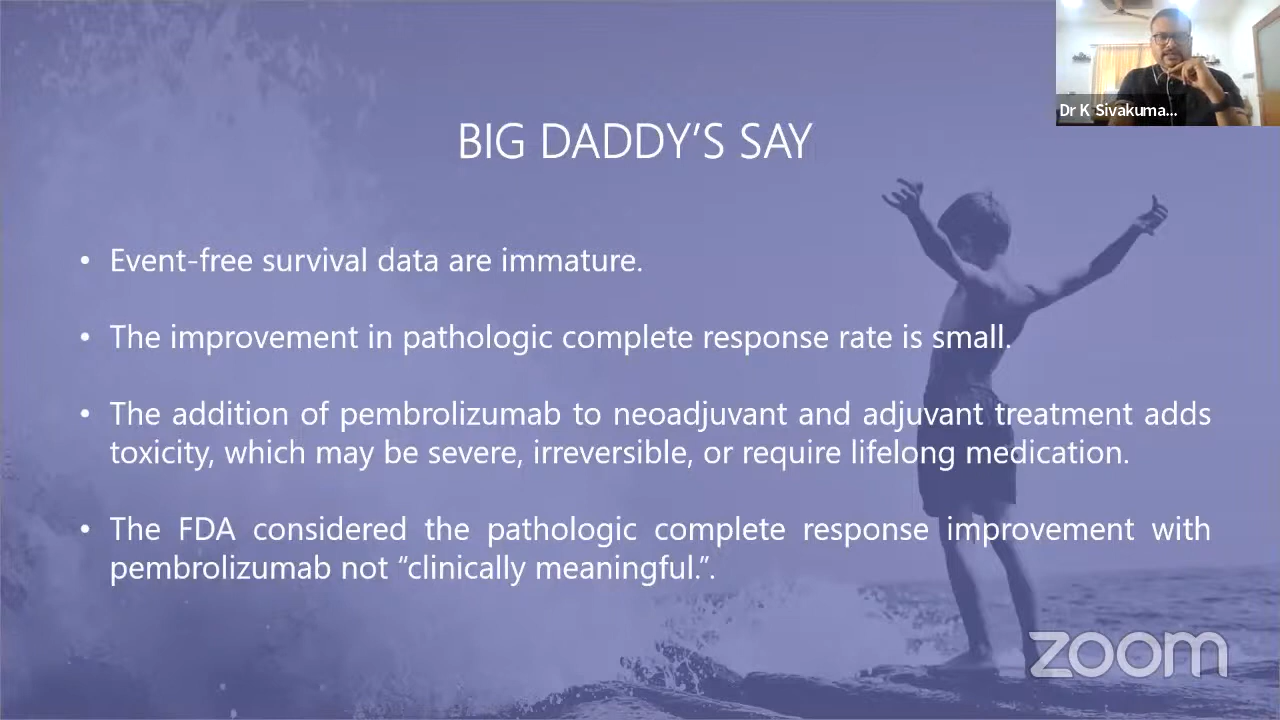 Dr K Sivakuma...
BIG DADDY’S SAY
• Event-free survival data are immature.
• The improvement in pathologic complete response rate is small.
• The addition of pembrolizumab to neoadjuvant and adjuvant treatment adds
toxicity, which may be severe, irreversible, or require lifelong medication.
• The FDA considered the pathologic complete response improvement with
pembrolizumab not “clinically meaningful.”.
zoom